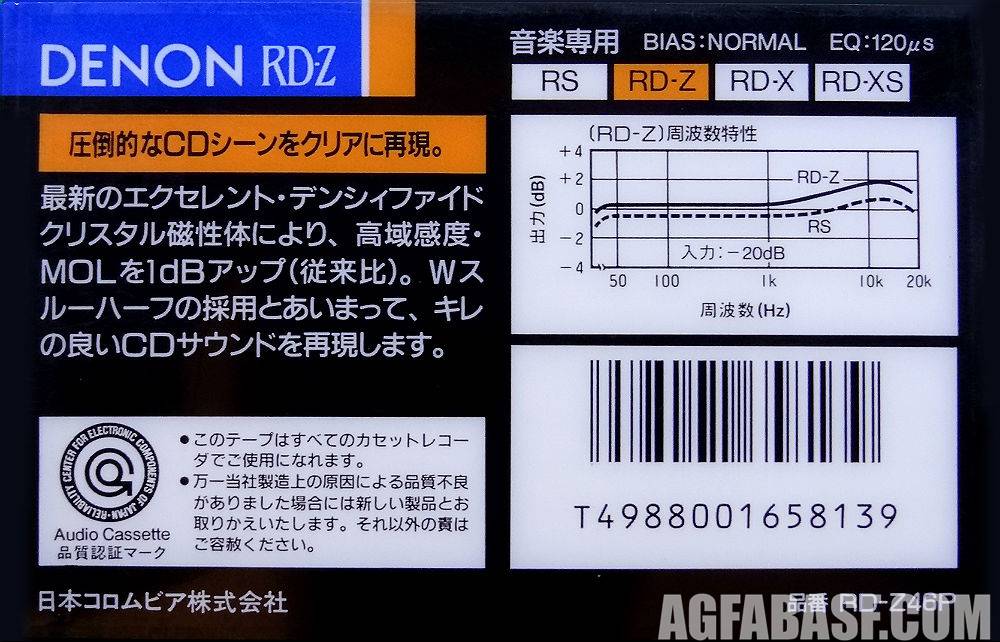 DENON RD-Z
音楽専用 BIAS:NORMAL EQ:120μs
RS RD-Z RD-X RD-XS
圧倒的なCDシーンをクリアに再現。
最新のエクセレント・デンシィファイド
クリスタル磁性体により、高域感度・
MOLを1dBアップ(従来比)。Wス
ルーハーフの採用とあいまって、キレ
の良いCDサウンドを再現します。
(RD-Z)周波数特性
出力(dB)
+4
+2
0
-2
-4
RD-Z
RS
入力:-20dB
50 100 1k 10k 20k
周波数(Hz)
RELIABILITY CENTER FOR ELECTRONIC COMPONENTS OF JAPAN
Audio Cassette
品質認証マーク
●このテープはすべてのカセットレコー
ダでご使用になれます。
●万一当社製造上の原因による品質不良
がありました場合には新しい製品とお
取りかえいたします。それ以外の責は
ご容赦ください。
T4988001658139
日本コロムビア株式会社
品番 RD-Z46P
AGFABASF.COM